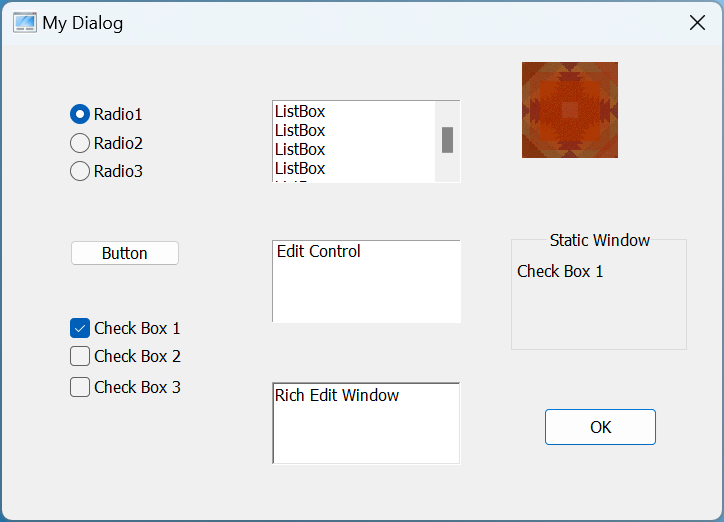 My Dialog
Radio1
Radio2
Radio3
ListBox
ListBox
ListBox
ListBox
Button
Edit Control
Static Window
Check Box 1
Check Box 1
Check Box 2
Check Box 3
Rich Edit Window
OK